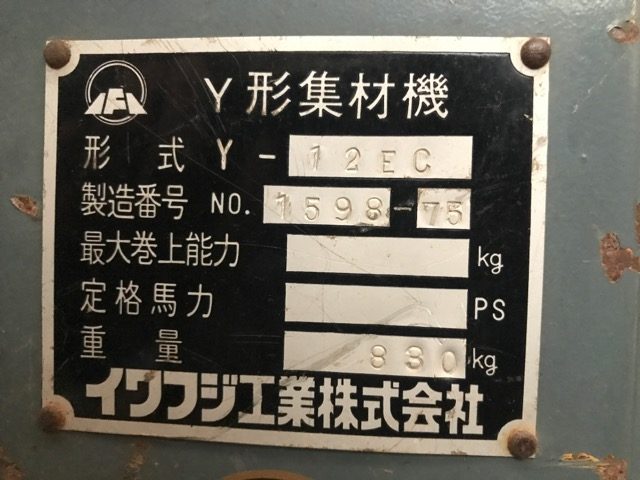 Y形集材機
形式 Y-12EC
製造番号 NO. 1598-75
最大巻上能力 kg
定格馬力 PS
重量 830kg
イワフジ工業株式会社